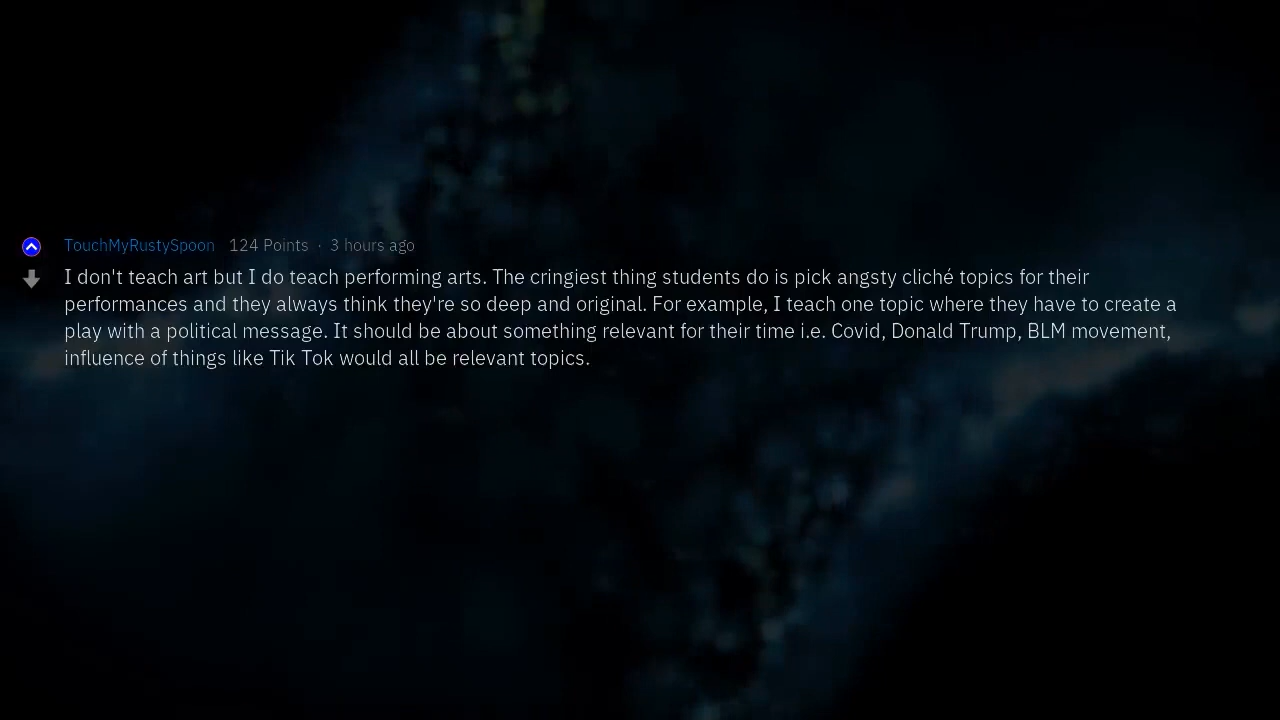 TouchMyRustySpoon 124 Points · 3 hours ago
I don't teach art but I do teach performing arts. The cringiest thing students do is pick angsty cliché topics for their
performances and they always think they're so deep and original. For example, I teach one topic where they have to create a
play with a political message. It should be about something relevant for their time i.e. Covid, Donald Trump, BLM movement,
influence of things like Tik Tok would all be relevant topics.